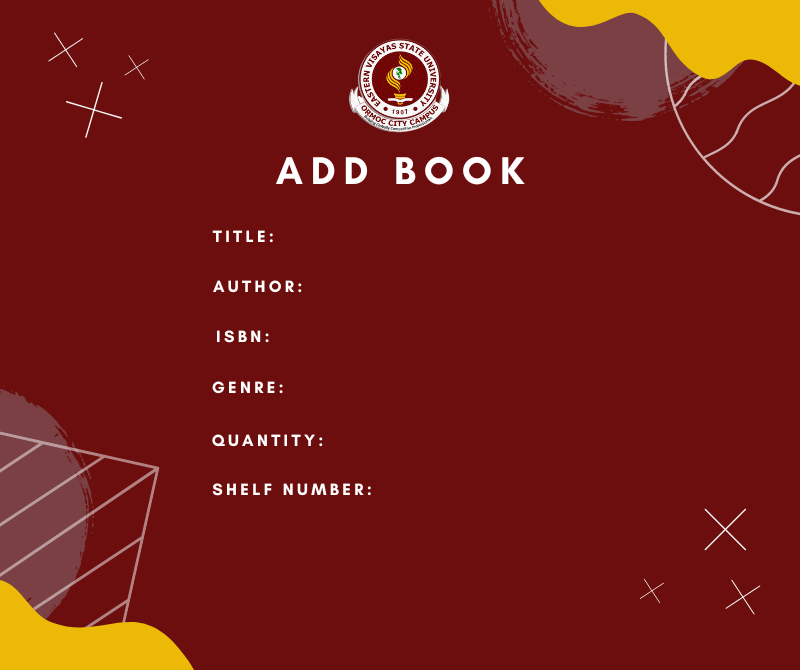 EASTERN VISAYAS STATE UNIVERSITY
1907
ORMOC CITY CAMPUS
ADD BOOK
TITLE:
AUTHOR:
ISBN:
GENRE:
QUANTITY:
SHELF NUMBER: